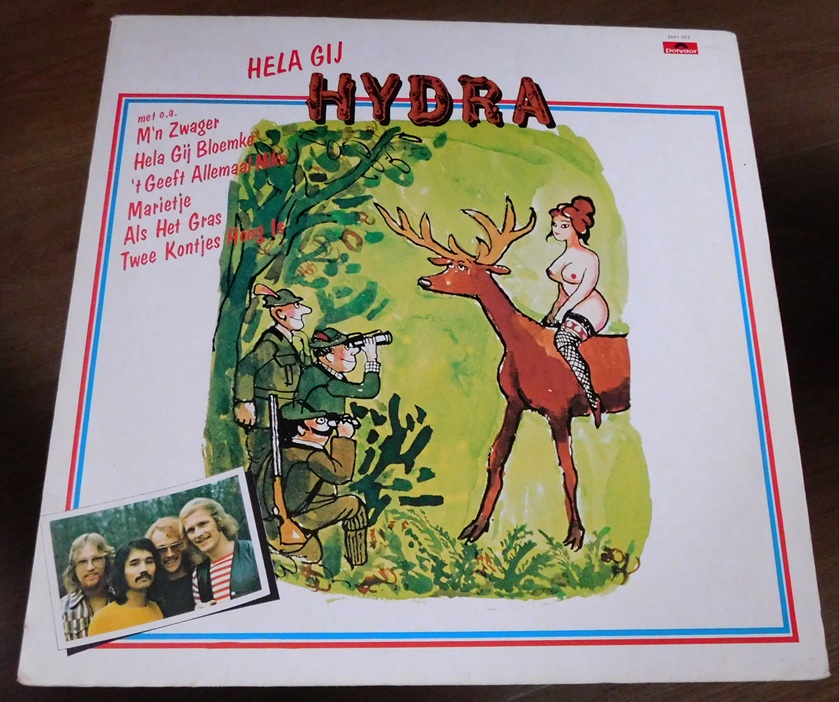 HELA GIJ
HYDRA
Polydor
met o.a.
M'n Zwager
Hela Gij Bloemke
't Geeft Allemaal Niks
Marietje
Als Het Gras
Twee Kontjes Hoog Is